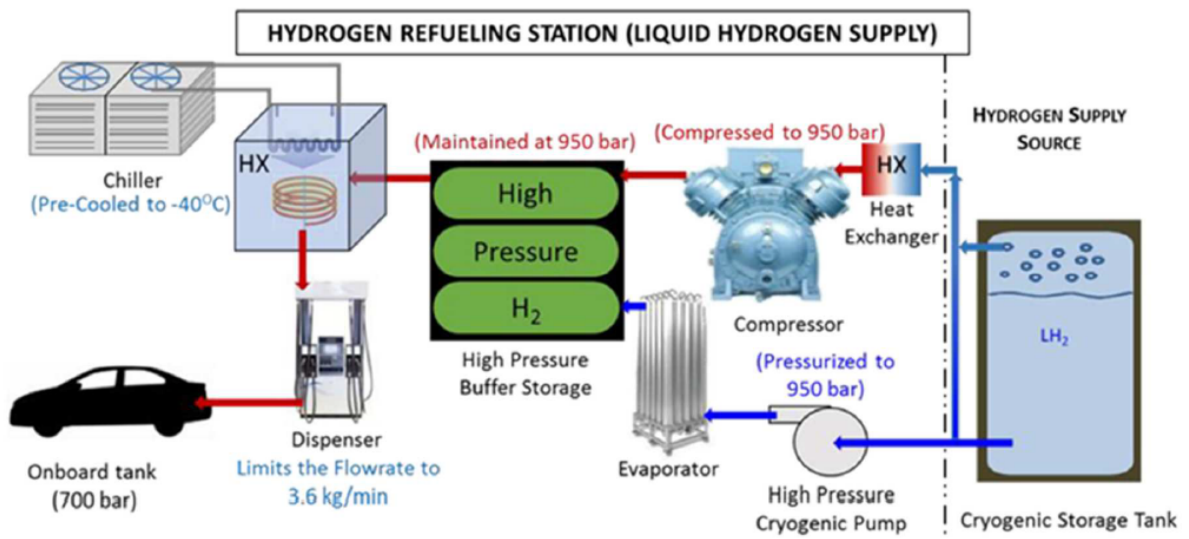 HYDROGEN REFUELING STATION (LIQUID HYDROGEN SUPPLY)
HYDROGEN SUPPLY
SOURCE
Chiller
(Pre-Cooled to -40⁰C)
HX
(Maintained at 950 bar)
(Compressed to 950 bar)
HX
Heat
Exchanger
High
Pressure
H₂
High Pressure
Buffer Storage
Compressor
(Pressurized to
950 bar)
LH₂
Onboard tank
(700 bar)
Dispenser
Limits the Flowrate to
3.6 kg/min
Evaporator
High Pressure
Cryogenic Pump
Cryogenic Storage Tank